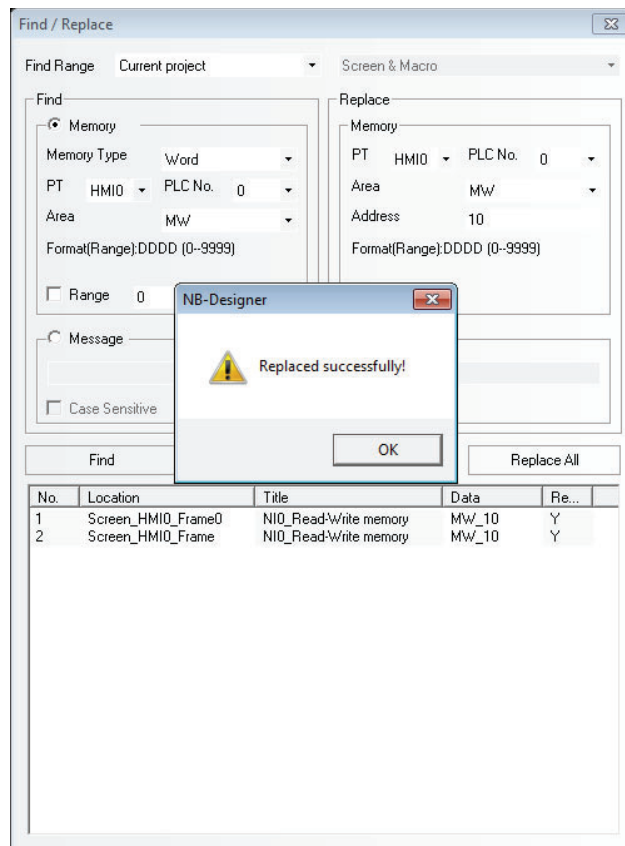 Find / Replace
Find Range Current project Screen & Macro
Find
Memory
Memory Type Word
PT HMI0 PLC No. 0
Area MW
Format(Range):DDDD (0--9999)
Range 0
Message
Case Sensitive
Find
Replace
Memory
PT HMI0 PLC No. 0
Area MW
Address 10
Format(Range):DDDD (0--9999)
NB-Designer
Replaced successfully!
OK
Replace All
No. Location Title Data Re...
1 Screen_HMI0_Frame0 NI0_Read-Write memory MW_10 Y
2 Screen_HMI0_Frame NI0_Read-Write memory MW_10 Y